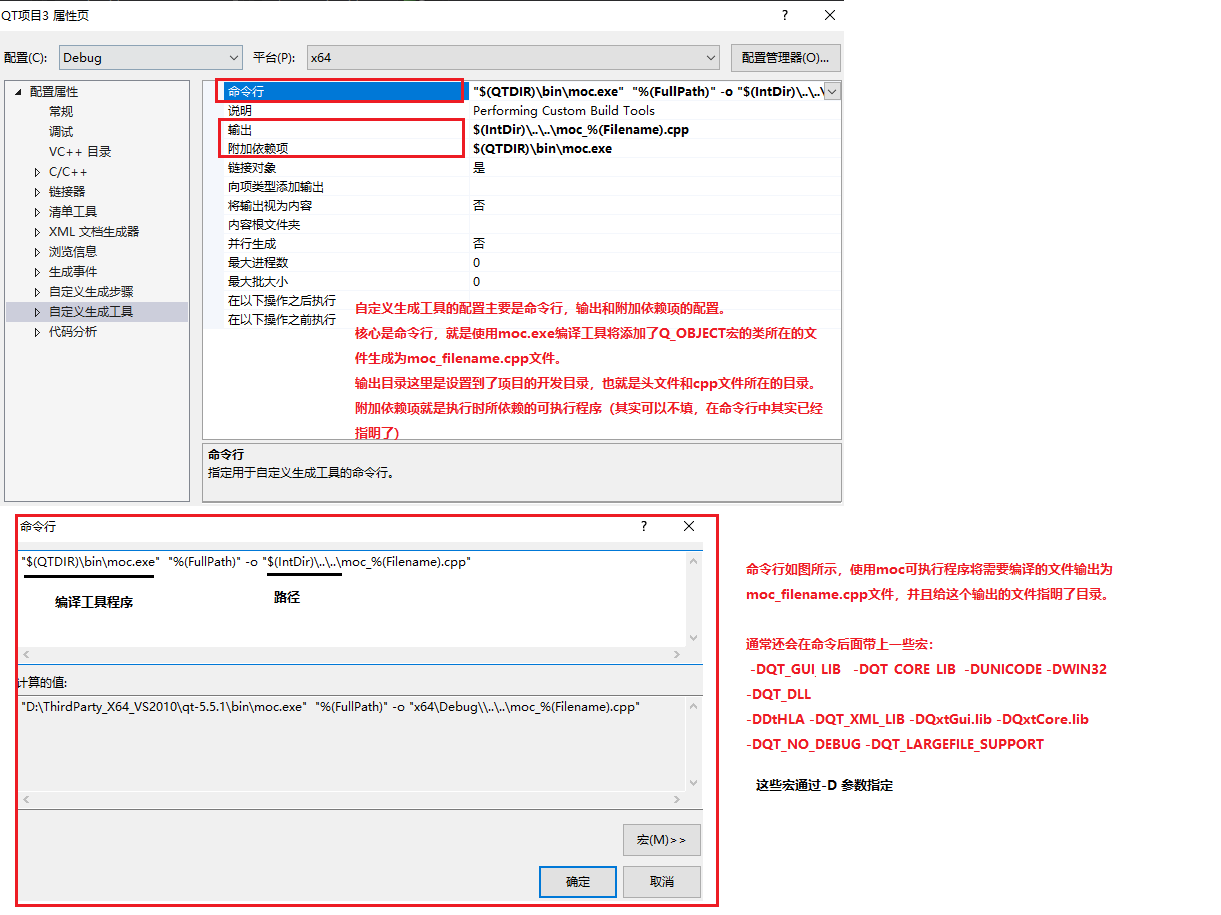 QT项目3 属性页
?
配置(C):
Debug
平台(P):
x64
配置管理器(O)...
配置属性
常规
调试
VC++ 目录
C/C++
链接器
清单工具
XML 文档生成器
浏览信息
生成事件
自定义生成步骤
自定义生成工具
代码分析
命令行 "$(QTDIR)\bin\moc.exe" "%(FullPath)" -o "$(IntDir)\..\..\
说明 Performing Custom Build Tools
输出 $(IntDir)\..\..\moc_%(Filename).cpp
附加依赖项 $(QTDIR)\bin\moc.exe
链接对象 是
向项类型添加输出
将输出视为内容 否
内容根文件夹
并行生成 否
最大进程数 0
最大批大小 0
在以下操作之后执行
在以下操作之前执行
自定义生成工具的配置主要是命令行，输出和附加依赖项的配置。
核心是命令行，就是使用moc.exe编译工具将添加了Q_OBJECT宏的类所在的文
件生成为moc_filename.cpp文件。
输出目录这里是设置到了项目的开发目录，也就是头文件和cpp文件所在的目录。
附加依赖项就是执行时所依赖的可执行程序（其实可以不填，在命令行中其实已经
指明了）
命令行
指定用于自定义生成工具的命令行。
命令行
?
"$(QTDIR)\bin\moc.exe" "%(FullPath)" -o "$(IntDir)\..\..\moc_%(Filename).cpp"
编译工具程序
路径
计算的值:
"D:\ThirdParty_X64_VS2010\qt-5.5.1\bin\moc.exe" "%(FullPath)" -o "x64\Debug\\..\..\moc_%(Filename).cpp"
宏(M)>>
确定
取消
命令行如图所示，使用moc可执行程序将需要编译的文件输出为
moc_filename.cpp文件，并且给这个输出的文件指明了目录。
通常还会在命令后面带上一些宏：
-DQT_GUI_LIB -DQT_CORE_LIB -DUNICODE -DWIN32
-DQT_DLL
-DDtHLA -DQT_XML_LIB -DQxtGui.lib -DQxtCore.lib
-DQT_NO_DEBUG -DQT_LARGEFILE_SUPPORT
这些宏通过-D 参数指定